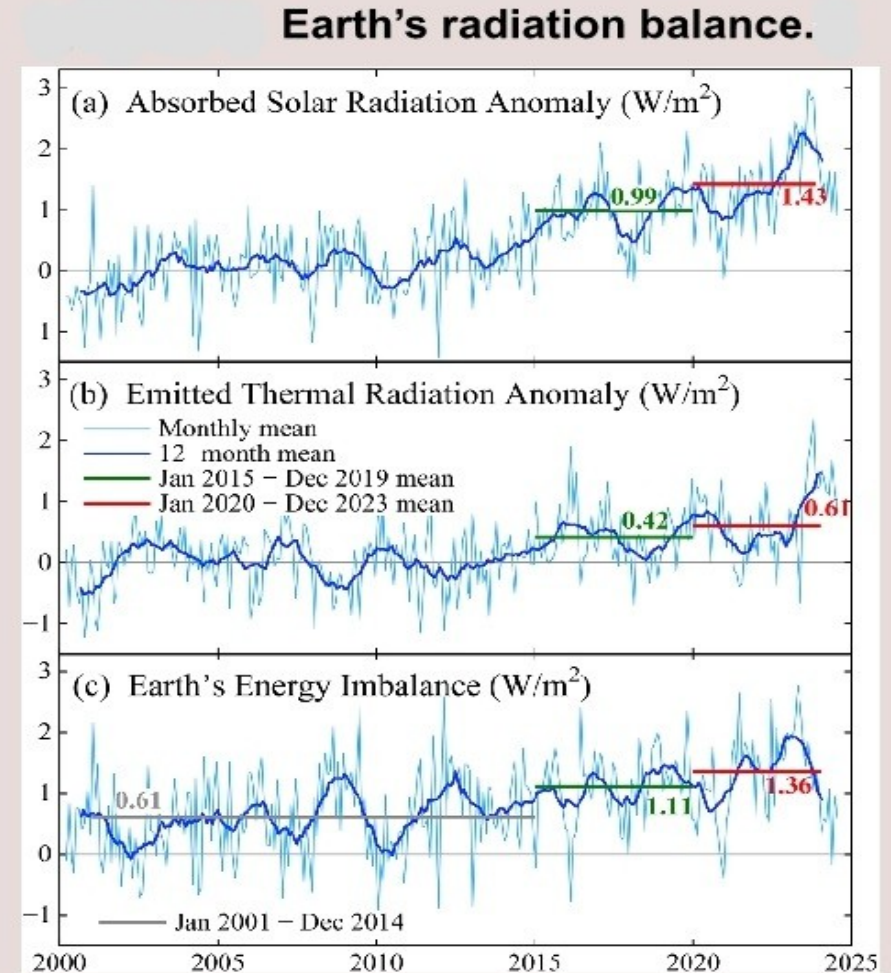 Earth's radiation balance.
(a) Absorbed Solar Radiation Anomaly (W/m²)
3
2
1
0
1
0.99
1.43
(b) Emitted Thermal Radiation Anomaly (W/m²)
Monthly mean
12 month mean
Jan 2015 − Dec 2019 mean
Jan 2020 − Dec 2023 mean
3
2
1
0
−1
0.42
0.61
(c) Earth's Energy Imbalance (W/m²)
3
2
1
0
−1
0.61
1.11
1.36
Jan 2001 − Dec 2014
2000 2005 2010 2015 2020 2025